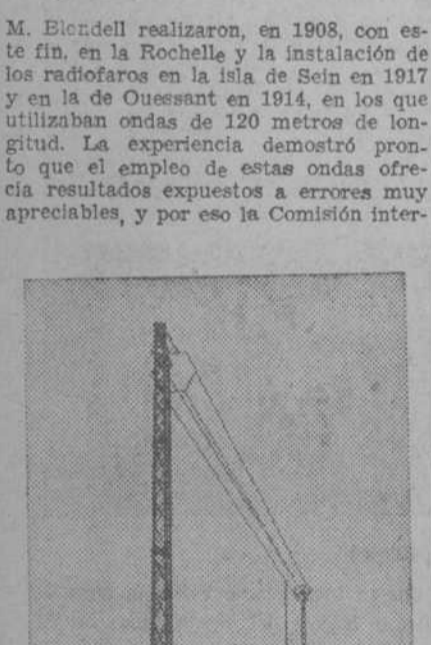 M. Blondell realizaron, en 1908, con es-
te fin, en la Rochelle y la instalación de
los radiofaros en la isla de Sein en 1917
y en la de Ouessant en 1914, en los que
utilizaban ondas de 120 metros de lon-
gitud. La experiencia demostró pron-
to que el empleo de estas ondas ofre-
cía resultados expuestos a errores muy
apreciables, y por eso la Comisión inter-